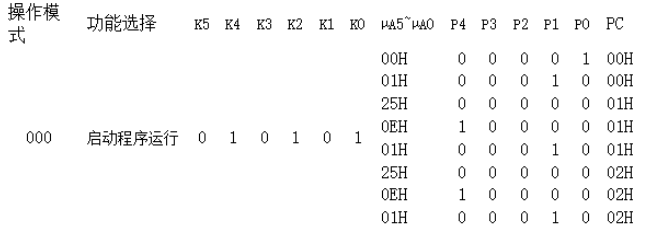 操作模式 功能选择 K5 K4 K3 K2 K1 K0 μA5~μA0 P4 P3 P2 P1 P0 PC
00H 0 0 0 0 1 00H
01H 0 0 0 1 0 00H
25H 0 0 0 0 0 01H
0EH 1 0 0 0 0 01H
000 启动程序运行 0 1 0 1 0 1
01H 0 0 0 1 0 01H
25H 0 0 0 0 0 02H
0EH 1 0 0 0 0 02H
01H 0 0 0 1 0 02H